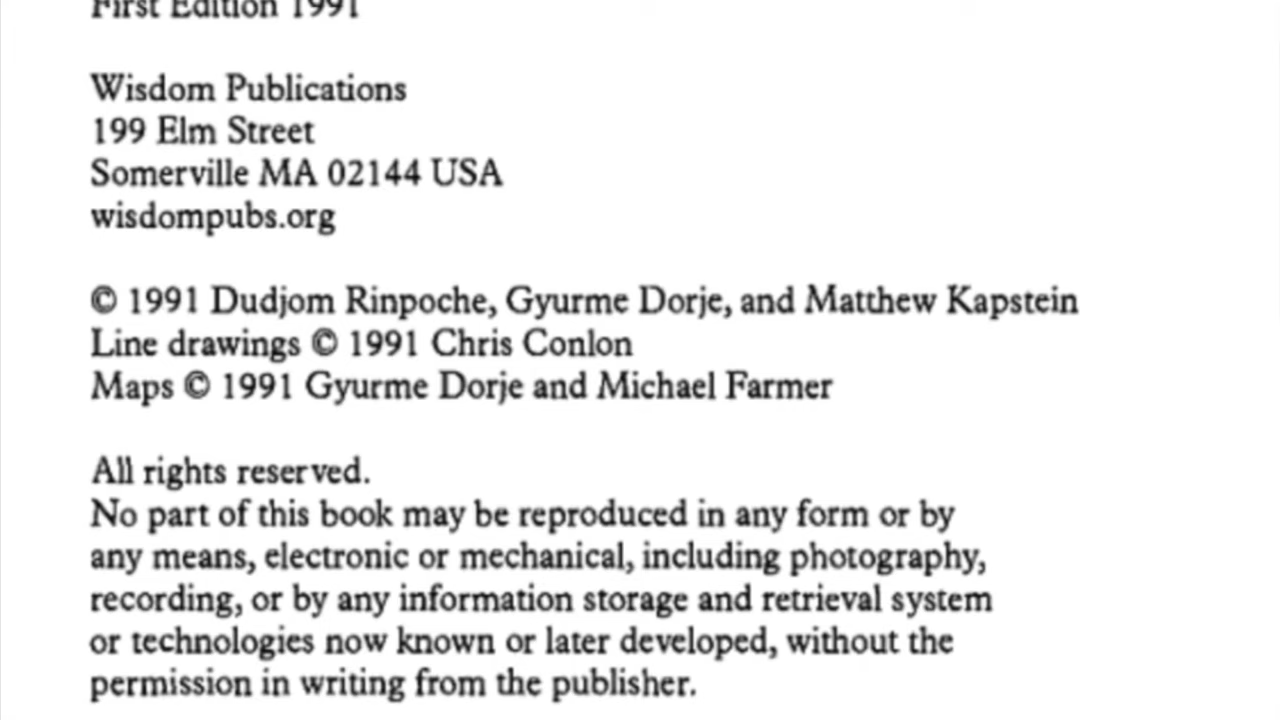 First Edition 1991
Wisdom Publications
199 Elm Street
Somerville MA 02144 USA
wisdompubs.org
© 1991 Dudjom Rinpoche, Gyurme Dorje, and Matthew Kapstein
Line drawings © 1991 Chris Conlon
Maps © 1991 Gyurme Dorje and Michael Farmer
All rights reserved.
No part of this book may be reproduced in any form or by
any means, electronic or mechanical, including photography,
recording, or by any information storage and retrieval system
or technologies now known or later developed, without the
permission in writing from the publisher.